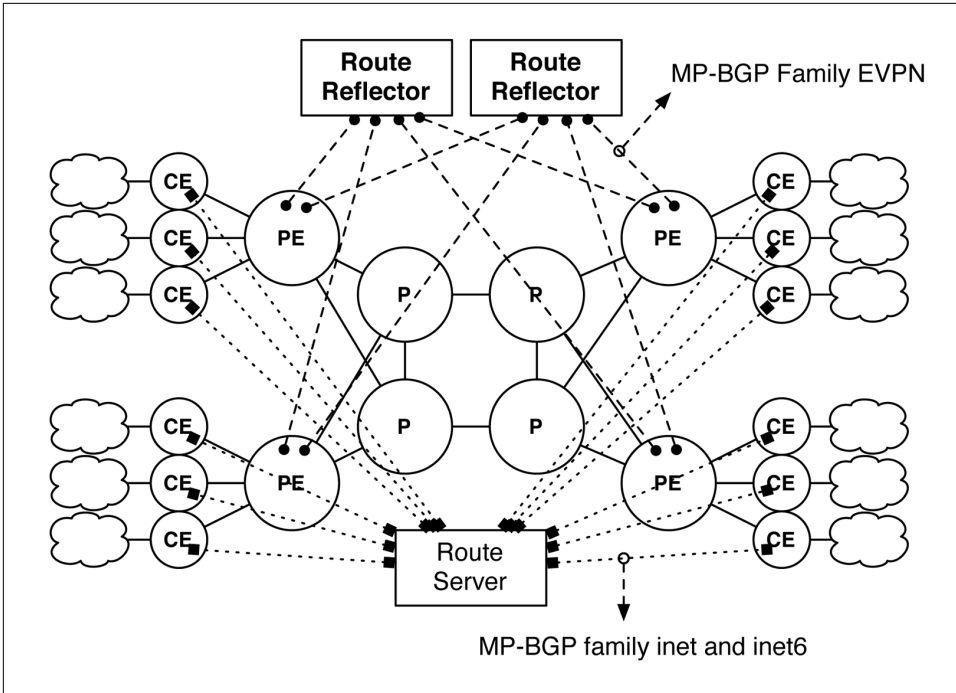 Route
Reflector
Route
Reflector
MP-BGP Family EVPN
CE
CE
CE
PE
PE
CE
CE
CE
P
P
P
P
CE
CE
CE
PE
PE
CE
CE
CE
Route
Server
MP-BGP family inet and inet6